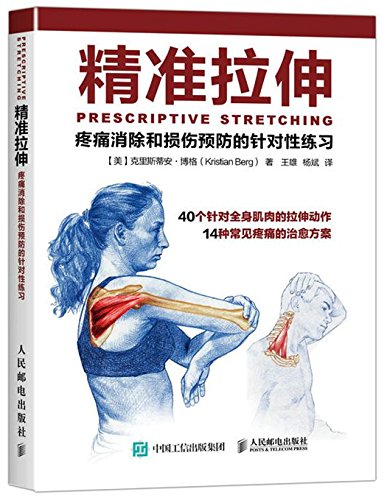 PRESCRIPTIVE
STRETCHING
精准拉伸
疼痛消除和损伤预防的针对性练习
人民邮电出版社
精准拉伸
PRESCRIPTIVE STRETCHING
疼痛消除和损伤预防的针对性练习
【美】克里斯蒂安·博格(Kristian Berg) 著 王雄 杨斌 译
40个针对全身肌肉的拉伸动作
14种常见疼痛的治愈方案
中国工信出版集团
人民邮电出版社
POSTS & TELECOM PRESS